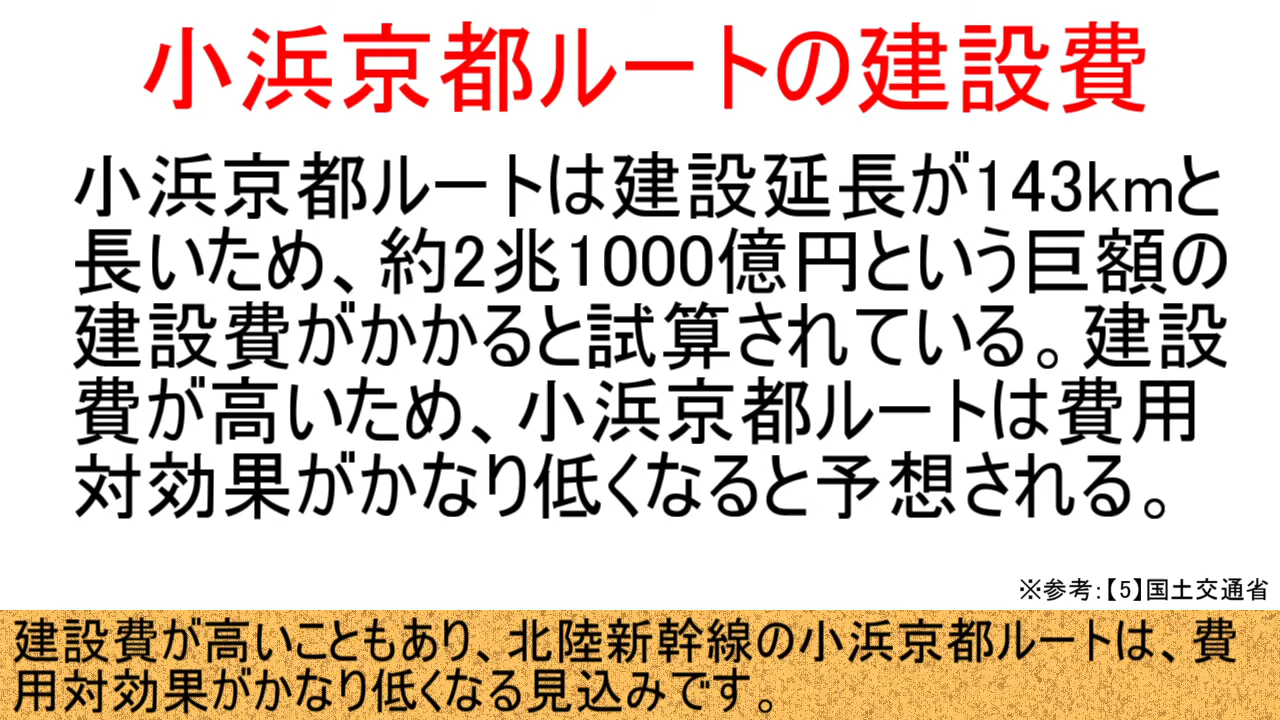 小浜京都ルートの建設費
小浜京都ルートは建設延長が143kmと
長いため、約2兆1000億円という巨額の
建設費がかかると試算されている。建設
費が高いため、小浜京都ルートは費用
対効果がかなり低くなると予想される。
※参考:【5】国土交通省
建設費が高いこともあり、北陸新幹線の小浜京都ルートは、費
用対効果がかなり低くなる見込みです。